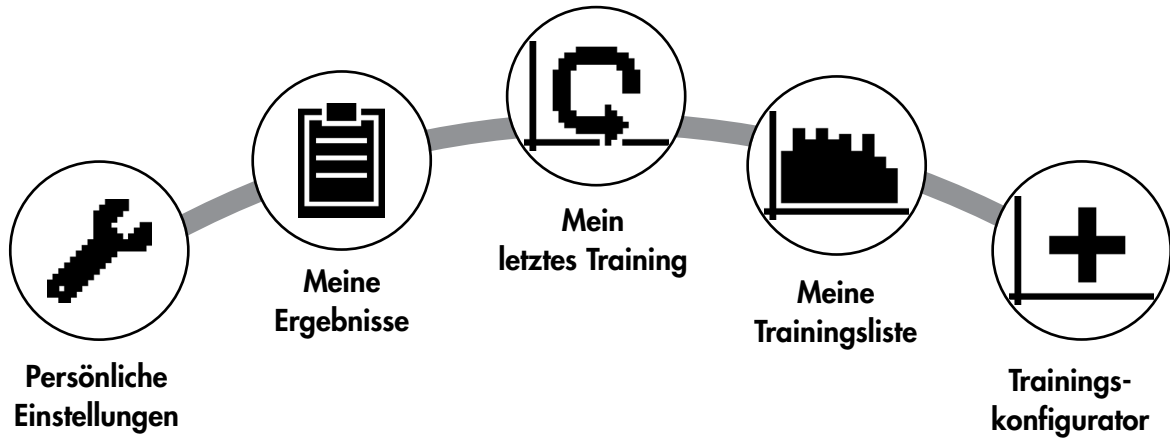 Persönliche
Einstellungen
Meine
Ergebnisse
Mein
letztes Training
Meine
Trainingsliste
Trainings-
konfigurator